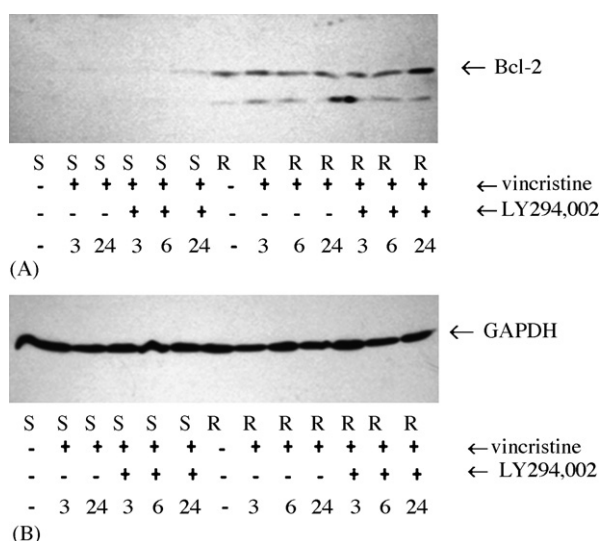 ← Bcl-2
S S S S S S R R R R R R R
- + + + + + - + + + + + + ← vincristine
- - - + + + - - - - + + + ← LY294,002
- 3 24 3 6 24 - 3 6 24 3 6 24
(A)
← GAPDH
S S S S S S R R R R R R R
- + + + + + - + + + + + + ← vincristine
- - - + + + - - - - + + + ← LY294,002
- 3 24 3 6 24 - 3 6 24 3 6 24
(B)